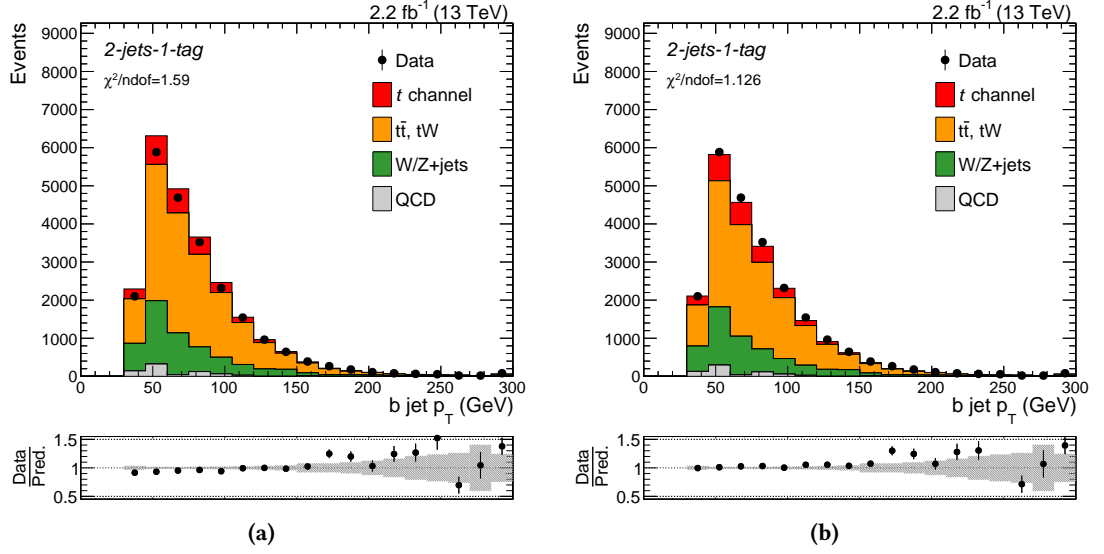 2.2 fb⁻¹ (13 TeV)
Events
9000
8000
7000
6000
5000
4000
3000
2000
1000
0
2-jets-1-tag
χ²/ndof=1.59
Data
t channel
tt̄, tW
W/Z+jets
QCD
0 50 100 150 200 250 300
b jet p_T (GeV)
Data
Pred.
1.5
1
0.5
(a)
2.2 fb⁻¹ (13 TeV)
Events
9000
8000
7000
6000
5000
4000
3000
2000
1000
0
2-jets-1-tag
χ²/ndof=1.126
Data
t channel
tt̄, tW
W/Z+jets
QCD
0 50 100 150 200 250 300
b jet p_T (GeV)
Data
Pred.
1.5
1
0.5
(b)